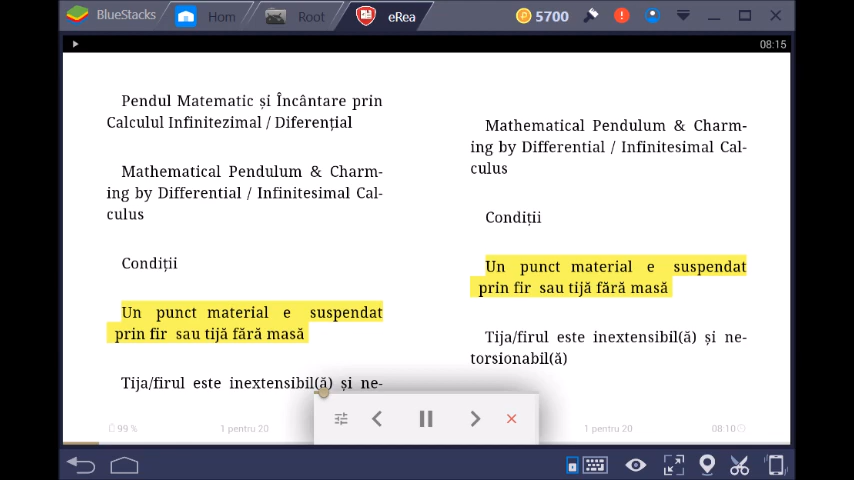 BlueStacks
Hom
Root
eRea
5700
08:15
Pendul Matematic și Încântare prin
Calculul Infinitezimal / Diferențial
Mathematical Pendulum & Charm-
ing by Differential / Infinitesimal Cal-
culus
Condiții
Un punct material e suspendat
prin fir sau tijă fără masă
Tija/firul este inextensibil(ă) și ne-
99 %
1 pentru 20
Mathematical Pendulum & Charm-
ing by Differential / Infinitesimal Cal-
culus
Condiții
Un punct material e suspendat
prin fir sau tijă fără masă
Tija/firul este inextensibil(ă) și ne-
torsionabil(ă)
1 pentru 20
08:10